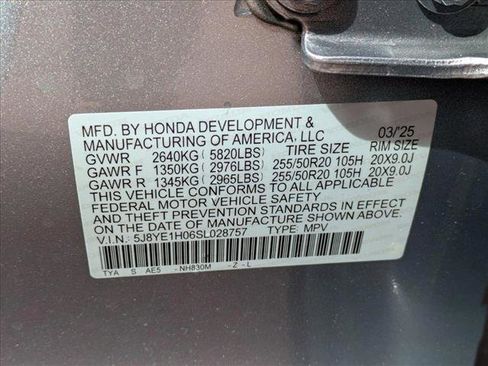 MFD. BY HONDA DEVELOPMENT &
MANUFACTURING OF AMERICA, LLC 03/'25
GVWR 2640KG (5820LBS) TIRE SIZE RIM SIZE
GAWR F 1350KG (2976LBS) 255/50R20 105H 20X9.0J
GAWR R 1345KG (2965LBS) 255/50R20 105H 20X9.0J
THIS VEHICLE CONFORMS TO ALL APPLICABLE
FEDERAL MOTOR VEHICLE SAFETY
AND THEFT PREVENTION STANDARDS IN EFFECT
ON THE DATE OF MANUFACTURE SHOWN ABOVE.
V.I.N.: 5J8YE1H06SL028757 TYPE: MPV
TYA S AE5 -NH830M -Z-L